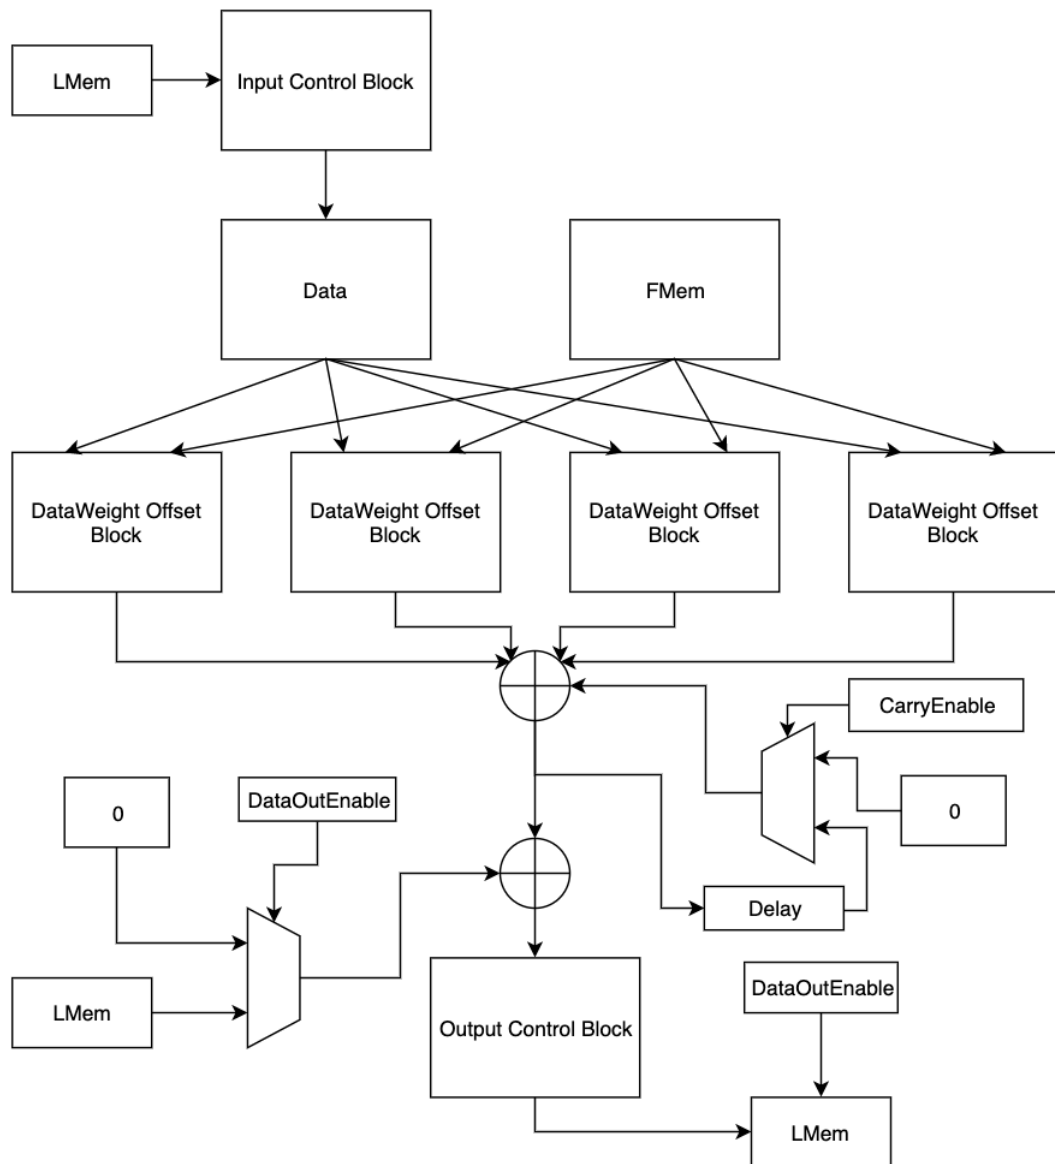 LMem
Input Control Block
Data
FMem
DataWeight Offset
Block
DataWeight Offset
Block
DataWeight Offset
Block
DataWeight Offset
Block
CarryEnable
0
DataOutEnable
0
Delay
LMem
Output Control Block
DataOutEnable
LMem